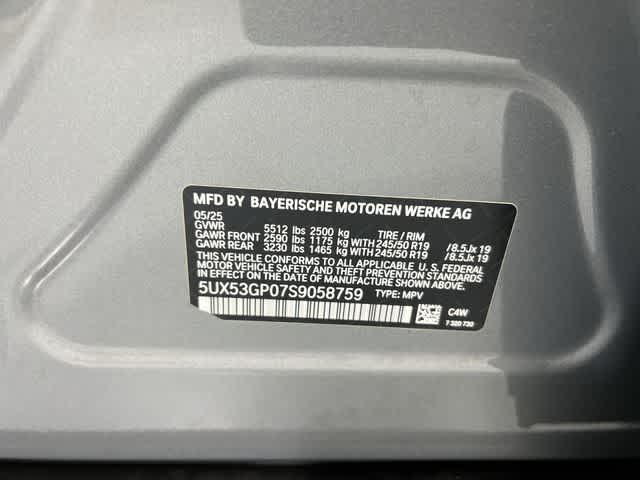 MFD BY BAYERISCHE MOTOREN WERKE AG
05/25
GVWR 5512 lbs 2500 kg TIRE / RIM
GAWR FRONT 2590 lbs 1175 kg WITH 245/50 R19 /8.5Jx 19
GAWR REAR 3230 lbs 1465 kg WITH 245/50 R19 /8.5Jx 19
THIS VEHICLE CONFORMS TO ALL APPLICABLE U.S. FEDERAL
MOTOR VEHICLE SAFETY AND THEFT PREVENTION STANDARDS
IN EFFECT ON THE DATE OF MANUFACTURE SHOWN ABOVE.
5UX53GP07S9058759 TYPE: MPV
C4W
7 320 730